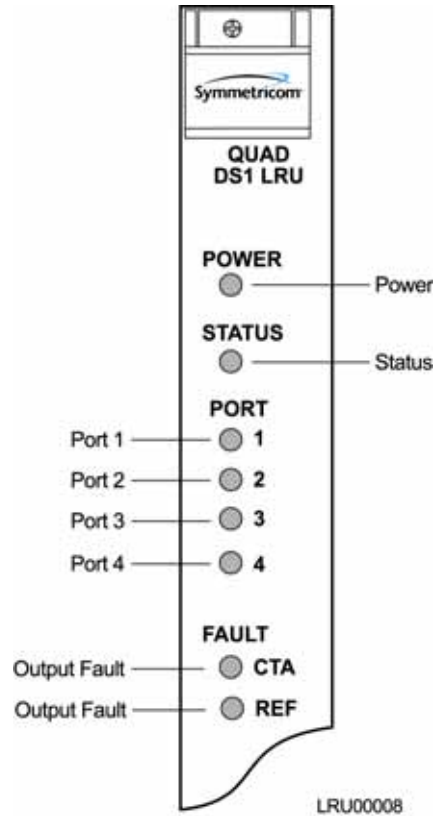 Symmetricom
QUAD
DS1 LRU
POWER
Power
STATUS
Status
PORT
Port 1 1
Port 2 2
Port 3 3
Port 4 4
FAULT
Output Fault CTA
Output Fault REF
LRU00008